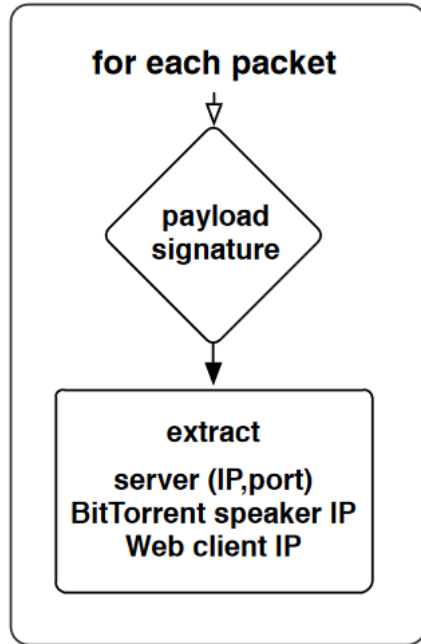 for each packet
payload
signature
extract
server (IP,port)
BitTorrent speaker IP
Web client IP